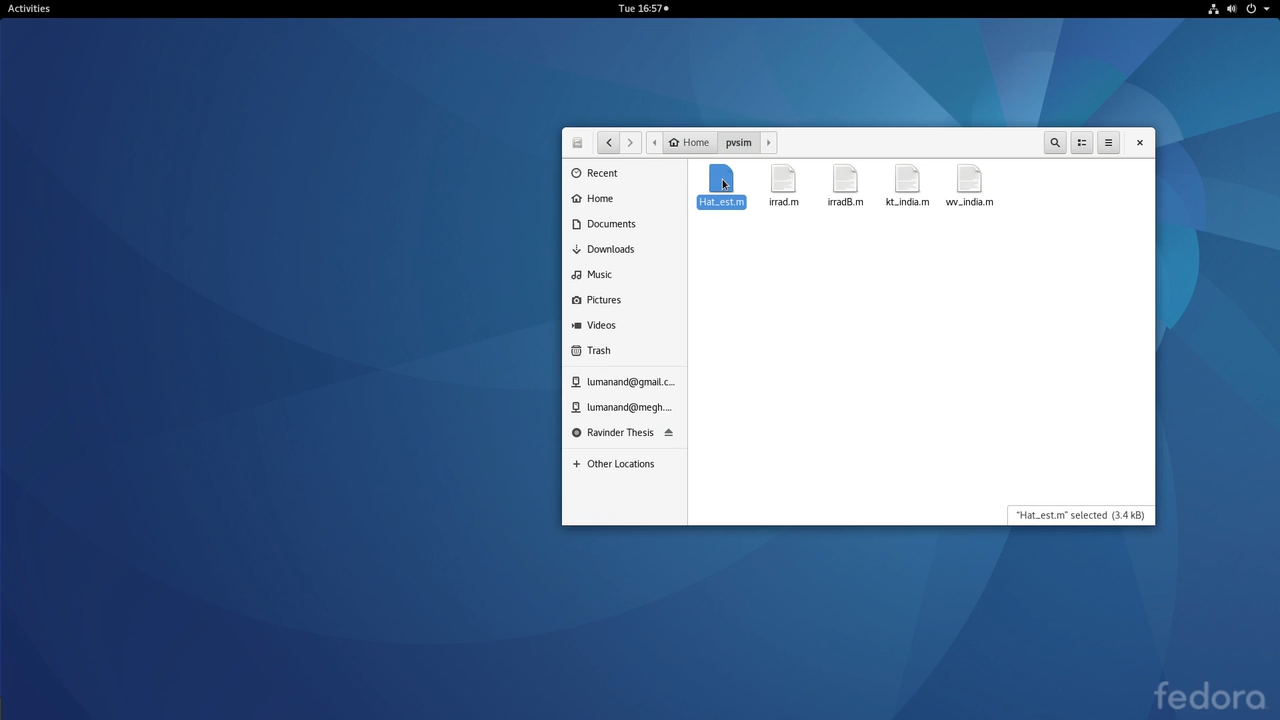 Activities
Tue 16:57
Home
pvsim
Recent
Home
Documents
Downloads
Music
Pictures
Videos
Trash
lumanand@gmail.c...
lumanand@megh....
Ravinder Thesis
Other Locations
Hat_est.m
irrad.m
irradB.m
kt_india.m
wv_india.m
"Hat_est.m" selected (3.4 kB)
fedora